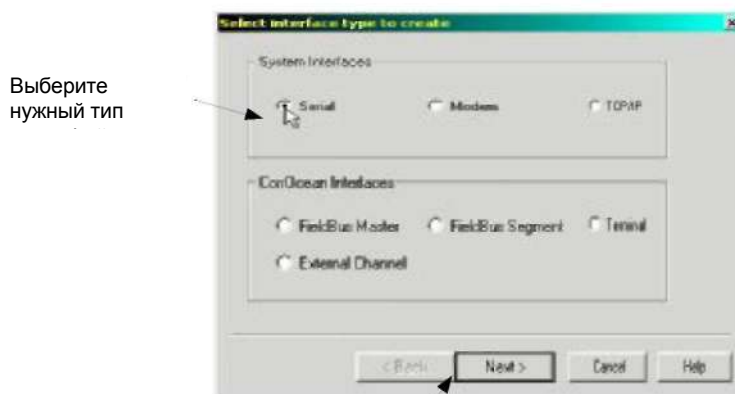 Select interface type to create
Выберите
нужный тип
System Interfaces
Serial Modem TCP/IP
ConOcean Interfaces
FieldBus Master FieldBus Segment Terminal
External Channel
< Back Next > Cancel Help